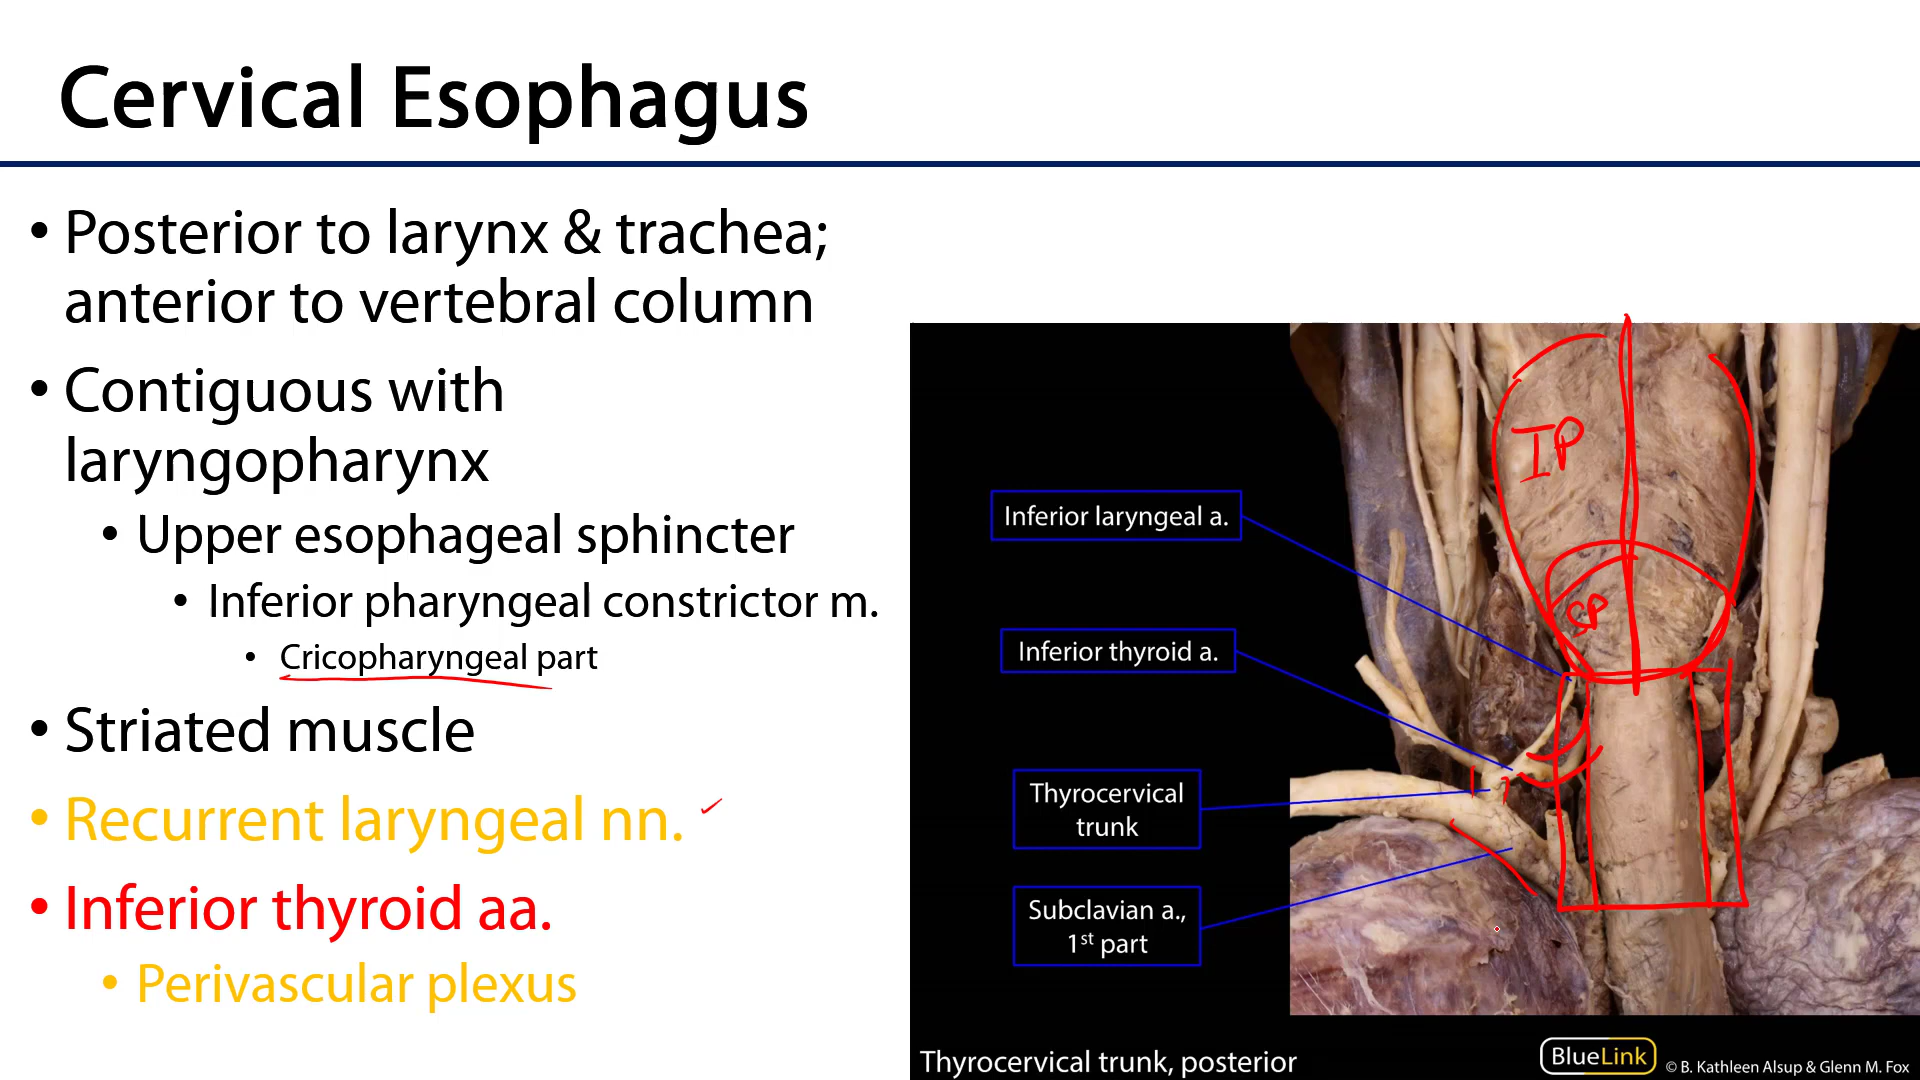 Cervical Esophagus
• Posterior to larynx & trachea;
anterior to vertebral column
• Contiguous with
laryngopharynx
• Upper esophageal sphincter
• Inferior pharyngeal constrictor m.
• Cricopharyngeal part
• Striated muscle
• Recurrent laryngeal nn.
• Inferior thyroid aa.
• Perivascular plexus
IP
Inferior laryngeal a.
CP
Inferior thyroid a.
Thyrocervical
trunk
Subclavian a.,
1st part
Thyrocervical trunk, posterior
BlueLink
© B. Kathleen Alsup & Glenn M. Fox